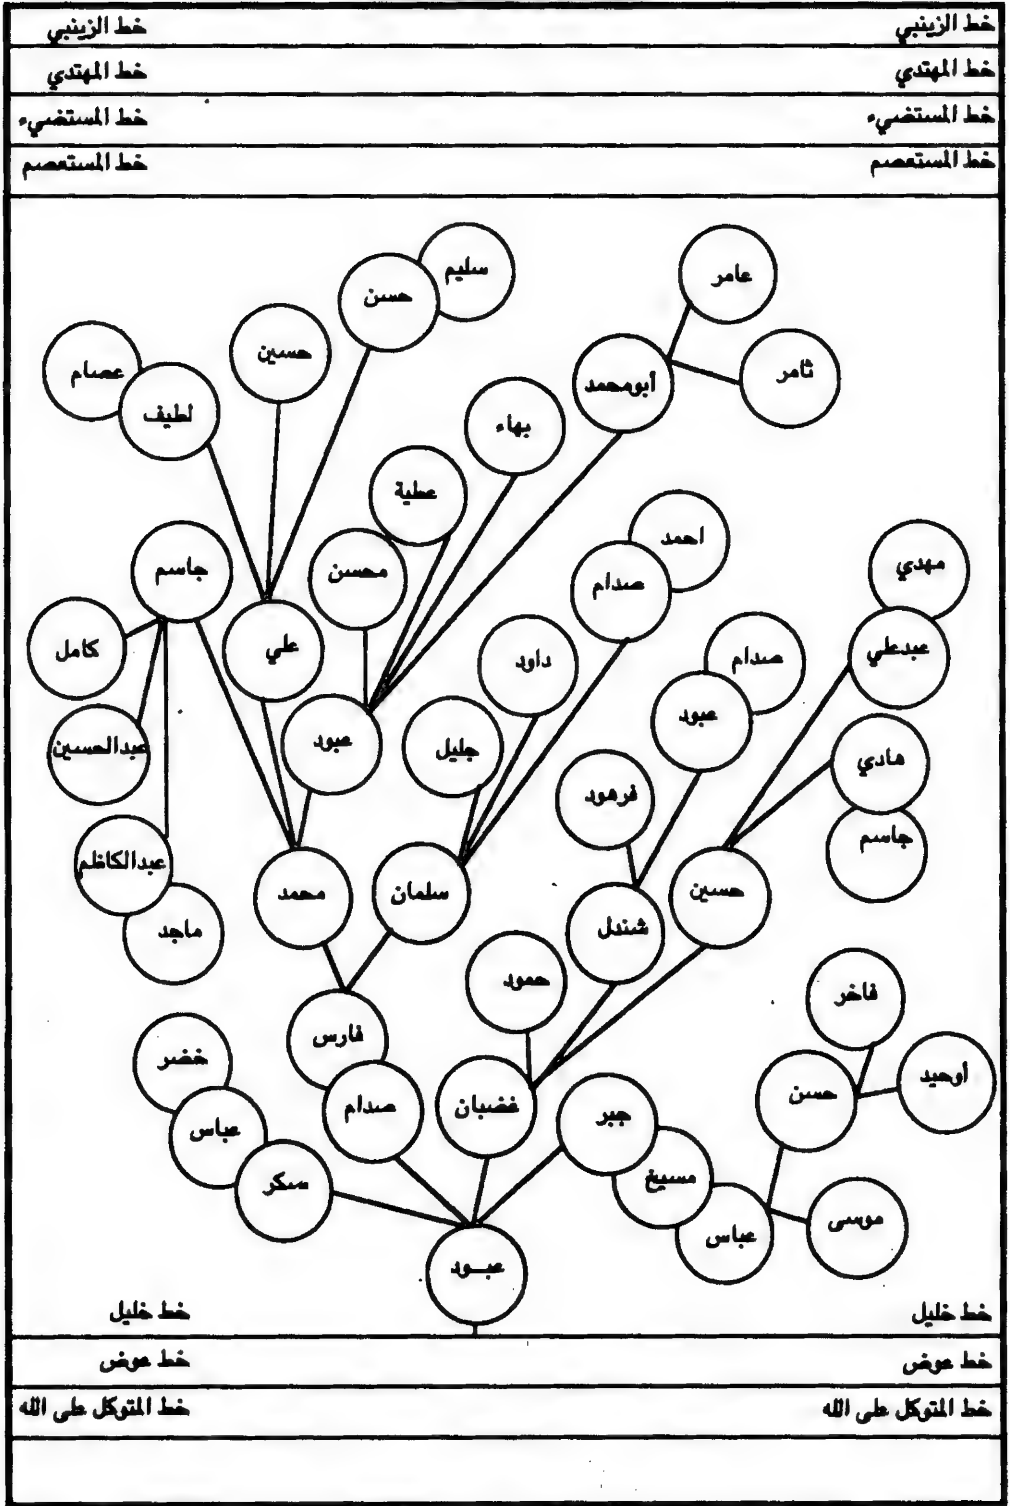 خط الزينبي خط الزينبي
خط المهتدي خط المهتدي
خط المستضيء خط المستضيء
خط المستعصم خط المستعصم
سليم
عامر
حسن
حسين
عصام
ثامر
أبومحمد
لطيف
بهاء
عطية
احمد
مهدي
جاسم
محسن
صدام
كامل
علي
داود
صدام
عبدعلي
عبدالحسين
عبود
جليل
عبود
هادي
فرهود
جاسم
عبدالكاظم
محمد
سلمان
حسين
ماجد
شندل
حمود
فاخر
خضر
فارس
أوحيد
حسن
عباس
صدام
غضبان
جبر
سكر
مسيغ
عباس
موسى
عبــود
خط خليل خط خليل
خط عوض خط عوض
خط المتوكل على الله خط المتوكل على الله